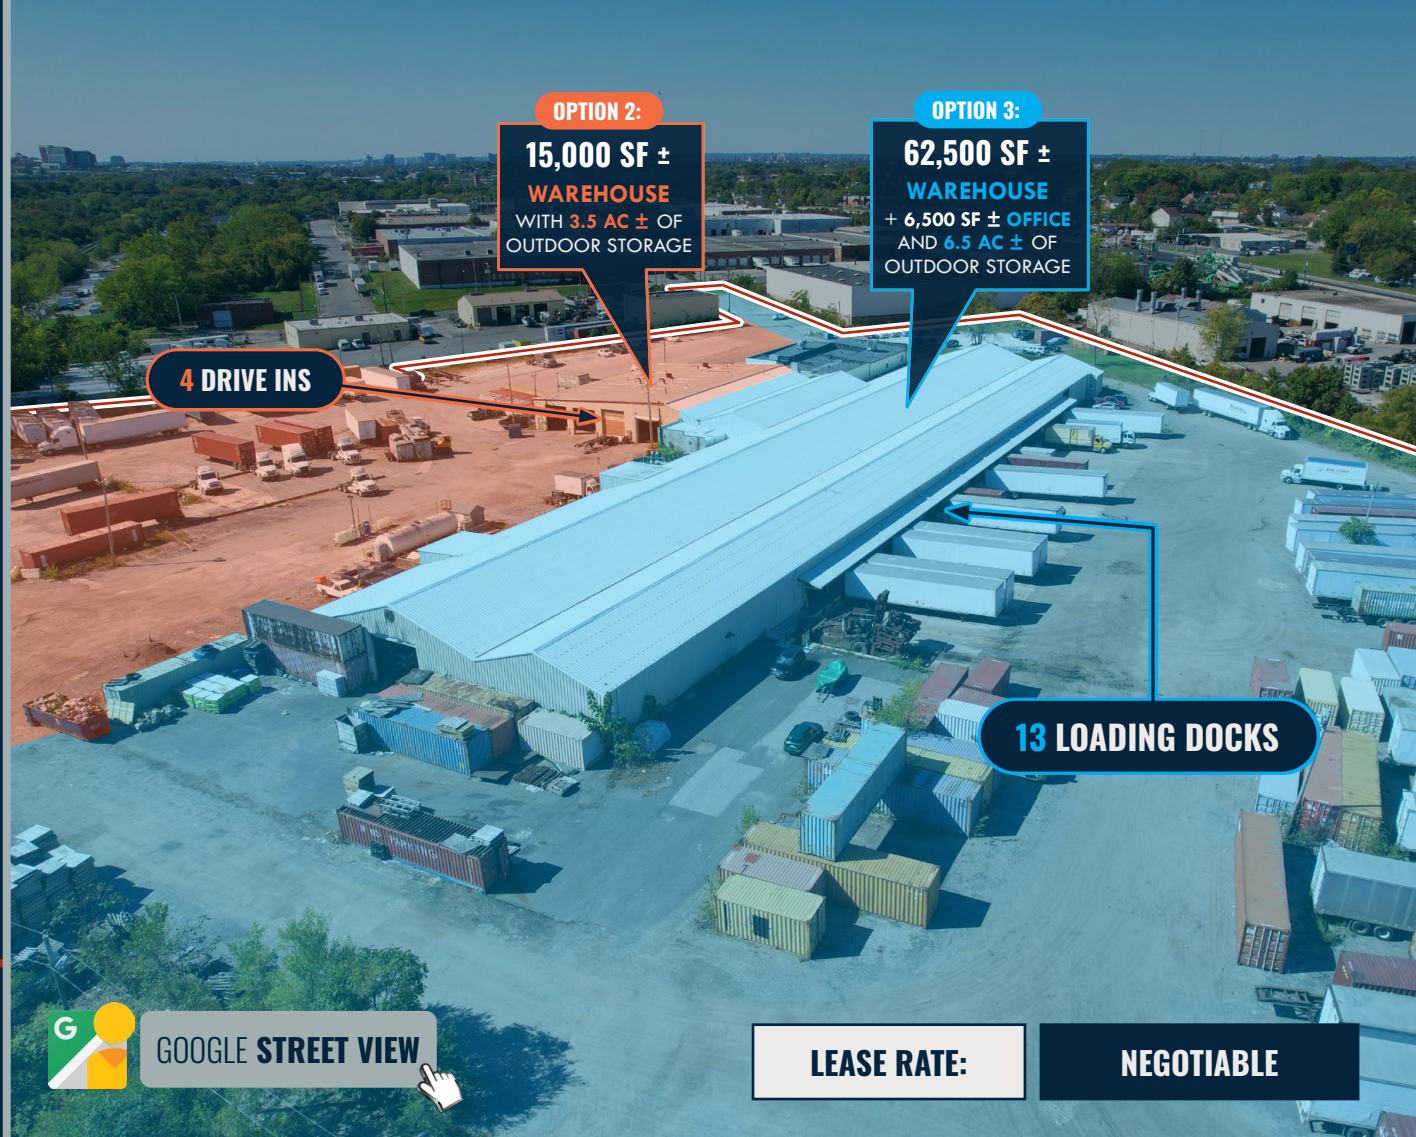 OPTION 2:
15,000 SF ±
WAREHOUSE
WITH 3.5 AC ± OF
OUTDOOR STORAGE
OPTION 3:
62,500 SF ±
WAREHOUSE
+ 6,500 SF ± OFFICE
AND 6.5 AC ± OF
OUTDOOR STORAGE
4 DRIVE INS
13 LOADING DOCKS
G
GOOGLE STREET VIEW
LEASE RATE:
NEGOTIABLE